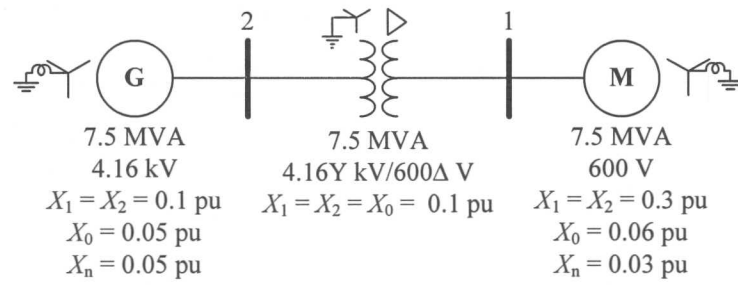 2
1
G
M
7.5 MVA
4.16 kV
X₁ = X₂ = 0.1 pu
X₀ = 0.05 pu
Xₙ = 0.05 pu
7.5 MVA
4.16Y kV/600Δ V
X₁ = X₂ = X₀ = 0.1 pu
7.5 MVA
600 V
X₁ = X₂ = 0.3 pu
X₀ = 0.06 pu
Xₙ = 0.03 pu